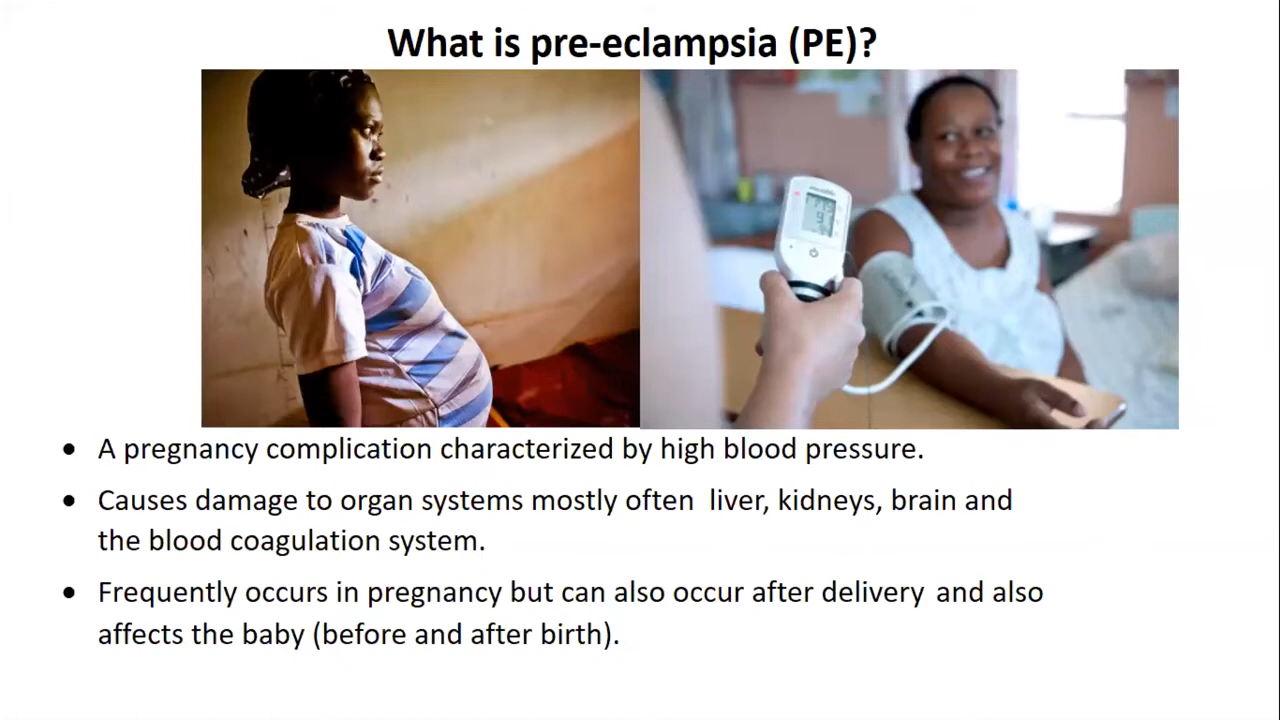 What is pre-eclampsia (PE)?
• A pregnancy complication characterized by high blood pressure.
• Causes damage to organ systems mostly often liver, kidneys, brain and
the blood coagulation system.
• Frequently occurs in pregnancy but can also occur after delivery and also
affects the baby (before and after birth).